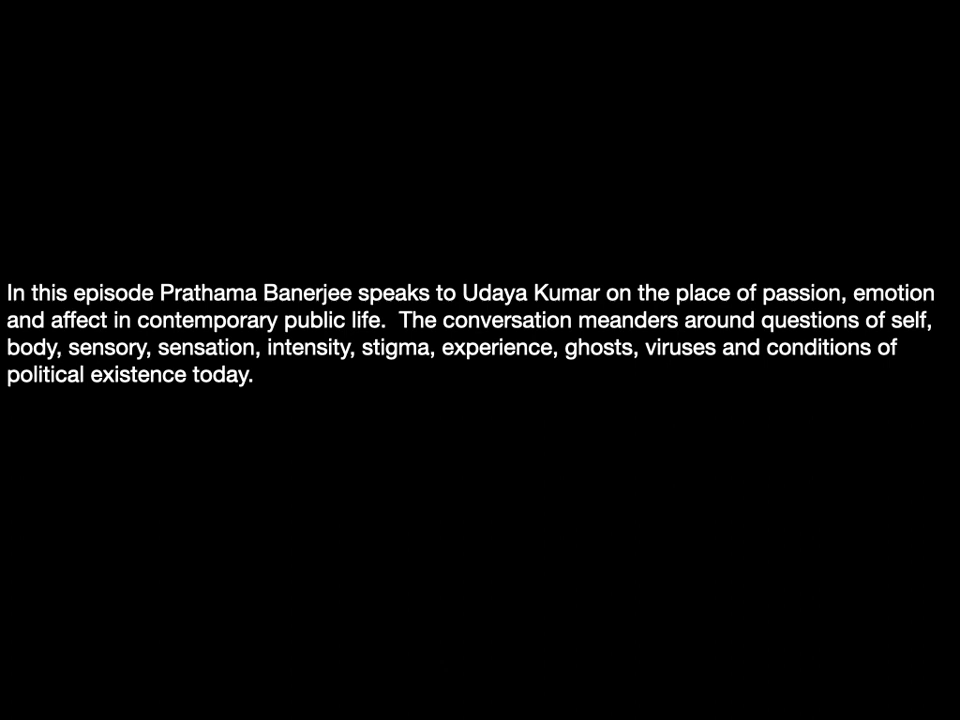 In this episode Prathama Banerjee speaks to Udaya Kumar on the place of passion, emotion
and affect in contemporary public life.  The conversation meanders around questions of self,
body, sensory, sensation, intensity, stigma, experience, ghosts, viruses and conditions of
political existence today.